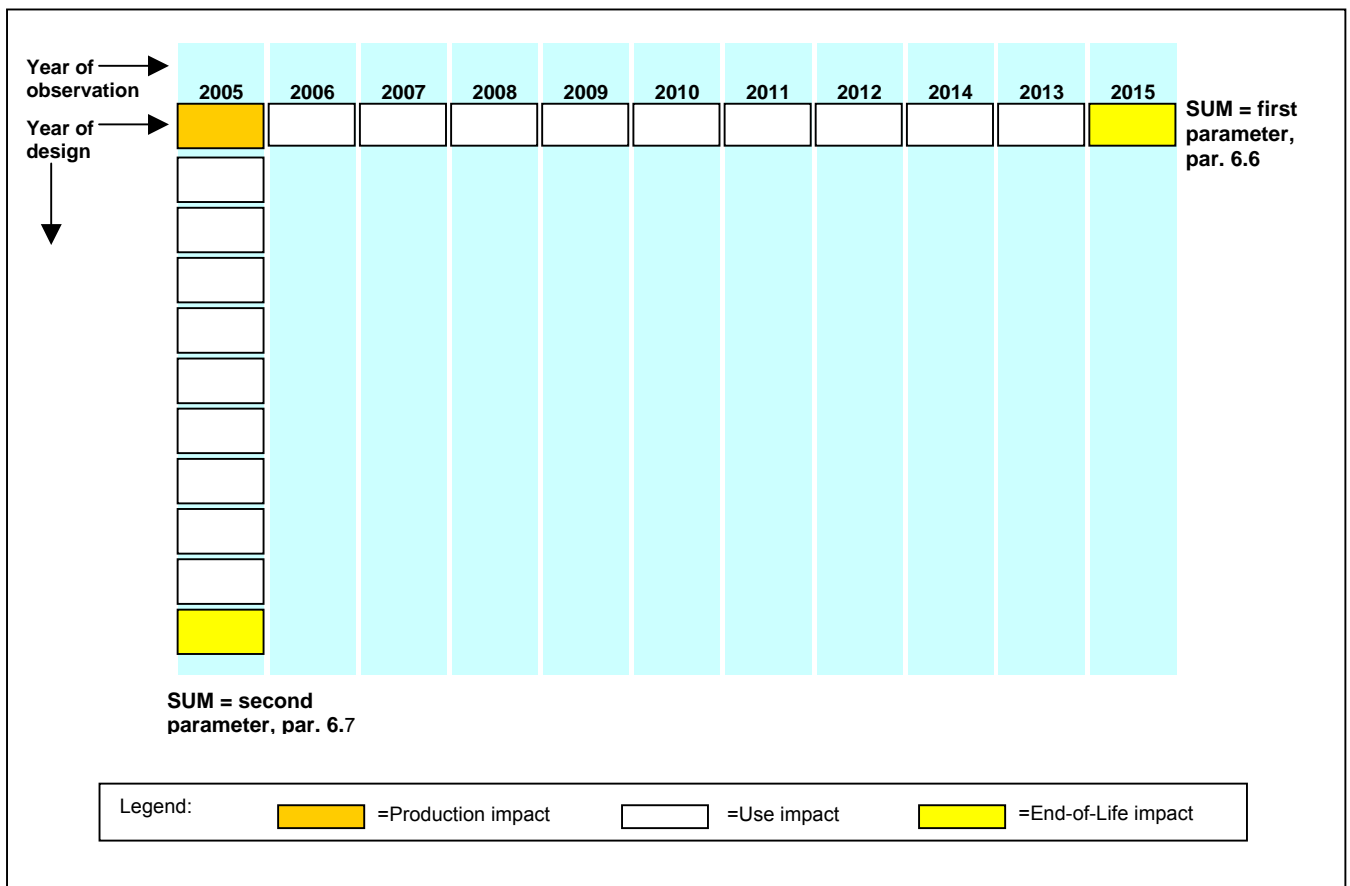 Year of
observation
2005 2006 2007 2008 2009 2010 2011 2012 2014 2013 2015
Year of
design
SUM = first
parameter,
par. 6.6
SUM = second
parameter, par. 6.7
Legend: =Production impact =Use impact =End-of-Life impact